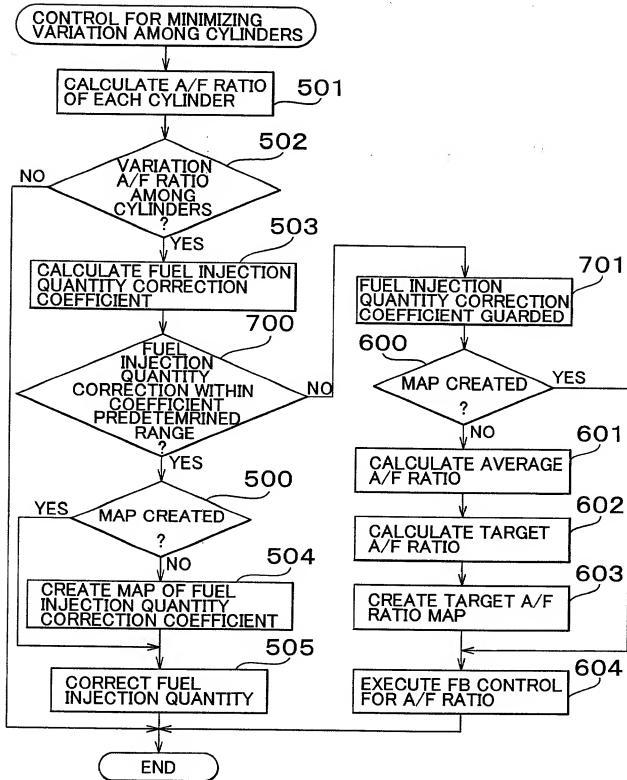 CONTROL FOR MINIMIZING
VARIATION AMONG CYLINDERS
CALCULATE A/F RATIO
OF EACH CYLINDER
501
502
VARIATION
A/F RATIO
AMONG
CYLINDERS
?
NO
YES
503
CALCULATE FUEL INJECTION
QUANTITY CORRECTION
COEFFICIENT
700
FUEL
INJECTION
QUANTITY
CORRECTION WITHIN
COEFFICIENT
PREDETEMRINED
RANGE
?
NO
YES
500
MAP CREATED
?
YES
NO
504
CREATE MAP OF FUEL
INJECTION QUANTITY
CORRECTION COEFFICIENT
505
CORRECT FUEL
INJECTION QUANTITY
END
701
FUEL INJECTION
QUANTITY CORRECTION
COEFFICIENT GUARDED
600
MAP CREATED
?
YES
NO
601
CALCULATE AVERAGE
A/F RATIO
602
CALCULATE TARGET
A/F RATIO
603
CREATE TARGET A/F
RATIO MAP
604
EXECUTE FB CONTROL
FOR A/F RATIO